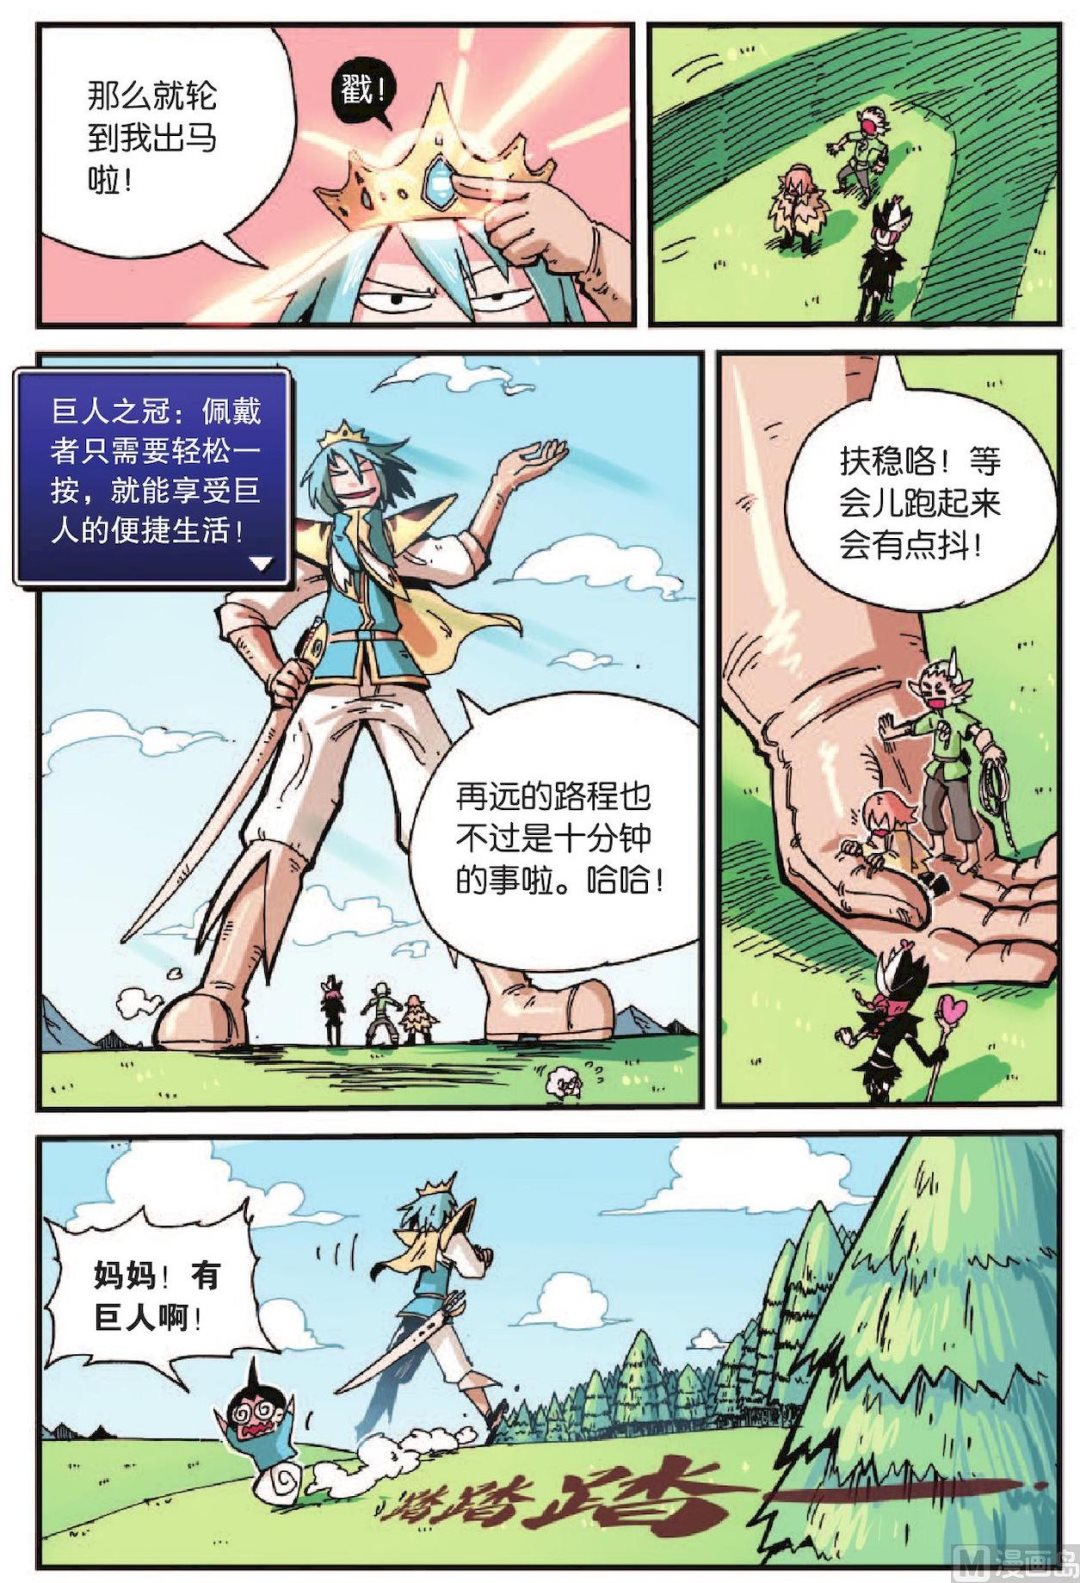 那么就轮
到我出马
啦！
戳！
巨人之冠：佩戴
者只需要轻松一
按，就能享受巨
人的便捷生活！
再远的路程也
不过是十分钟
的事啦。哈哈！
扶稳咯！等
会儿跑起来
会有点抖！
妈妈！有
巨人啊！
踏踏踏踏
M漫画岛